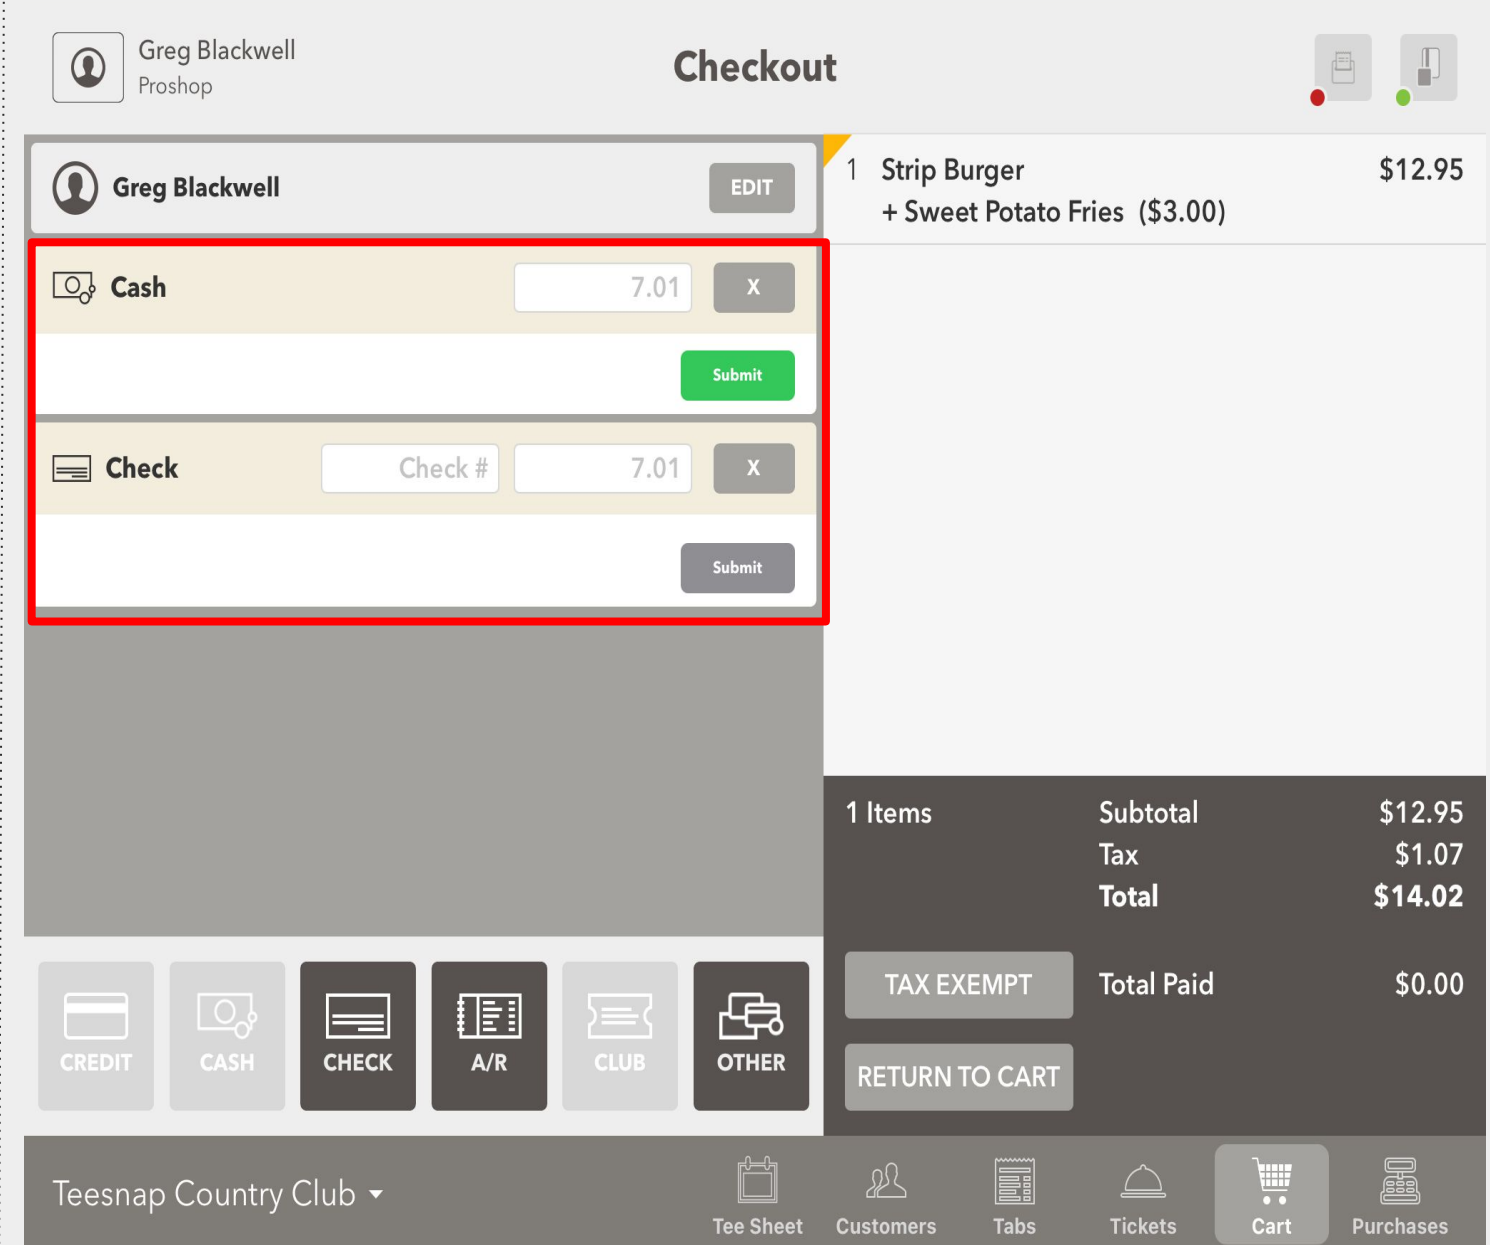 Greg Blackwell
Proshop
Checkout
Greg Blackwell
EDIT
Cash
7.01
X
Submit
Check
Check #
7.01
X
Submit
1 Strip Burger $12.95
+ Sweet Potato Fries ($3.00)
1 Items
Subtotal $12.95
Tax $1.07
Total $14.02
TAX EXEMPT
Total Paid $0.00
RETURN TO CART
CREDIT
CASH
CHECK
A/R
CLUB
OTHER
Teesnap Country Club
Tee Sheet
Customers
Tabs
Tickets
Cart
Purchases